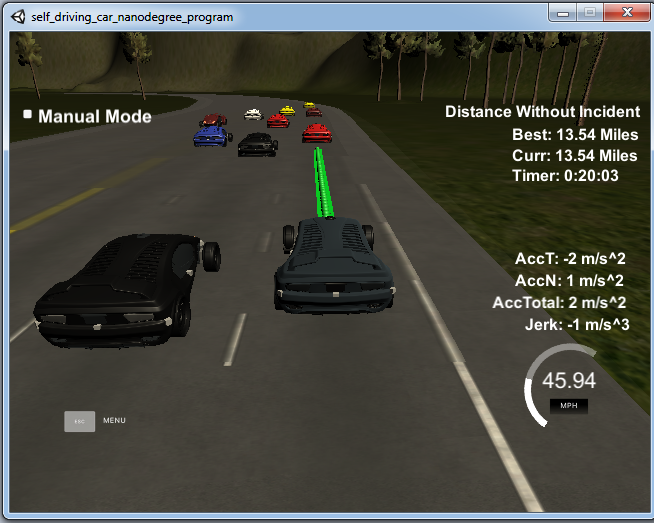 self_driving_car_nanodegree_program
Manual Mode
Distance Without Incident
Best: 13.54 Miles
Curr: 13.54 Miles
Timer: 0:20:03
AccT: -2 m/s^2
AccN: 1 m/s^2
AccTotal: 2 m/s^2
Jerk: -1 m/s^3
45.94
MPH
ESC
MENU